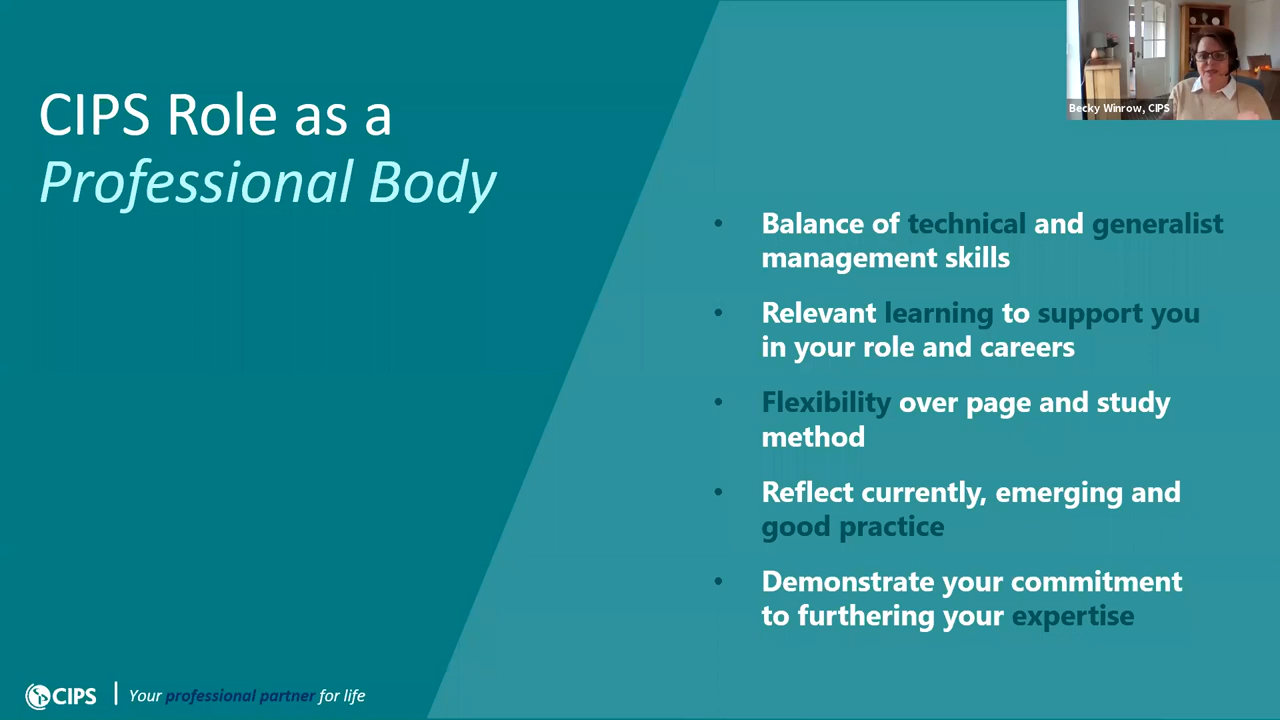 CIPS Role as a
Professional Body
Becky Winrow, CIPS
• Balance of technical and generalist
management skills
• Relevant learning to support you
in your role and careers
• Flexibility over page and study
method
• Reflect currently, emerging and
good practice
• Demonstrate your commitment
to furthering your expertise
CIPS | Your professional partner for life